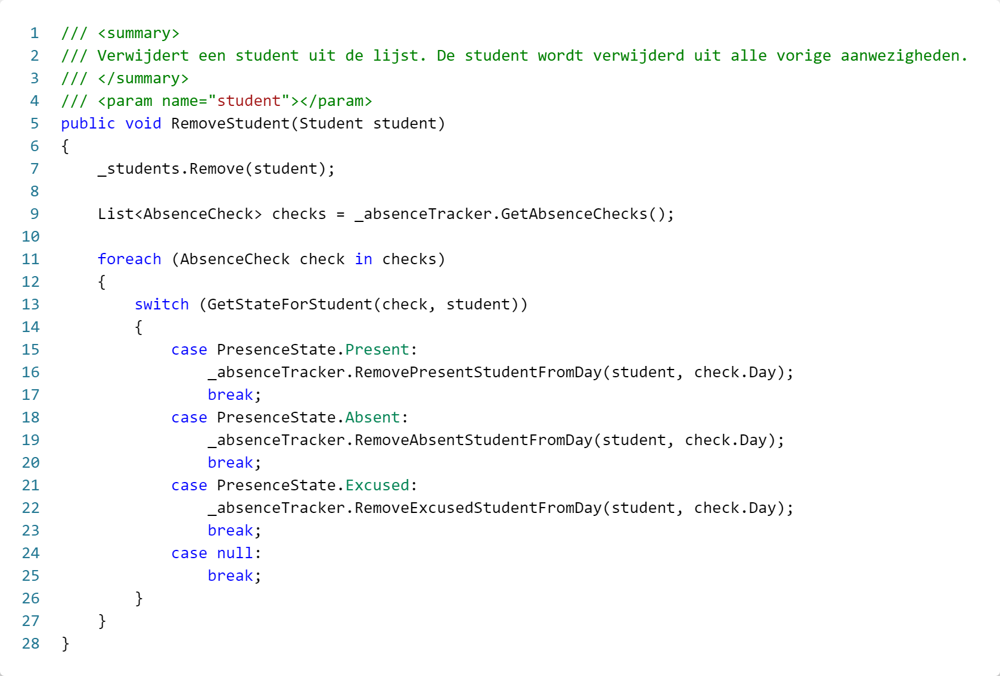 1 /// <summary>
2 /// Verwijdert een student uit de lijst. De student wordt verwijderd uit alle vorige aanwezigheden.
3 /// </summary>
4 /// <param name="student"></param>
5 public void RemoveStudent(Student student)
6 {
7     _students.Remove(student);
8
9     List<AbsenceCheck> checks = _absenceTracker.GetAbsenceChecks();
10
11     foreach (AbsenceCheck check in checks)
12     {
13         switch (GetStateForStudent(check, student))
14         {
15             case PresenceState.Present:
16                 _absenceTracker.RemovePresentStudentFromDay(student, check.Day);
17                 break;
18             case PresenceState.Absent:
19                 _absenceTracker.RemoveAbsentStudentFromDay(student, check.Day);
20                 break;
21             case PresenceState.Excused:
22                 _absenceTracker.RemoveExcusedStudentFromDay(student, check.Day);
23                 break;
24             case null:
25                 break;
26         }
27     }
28 }